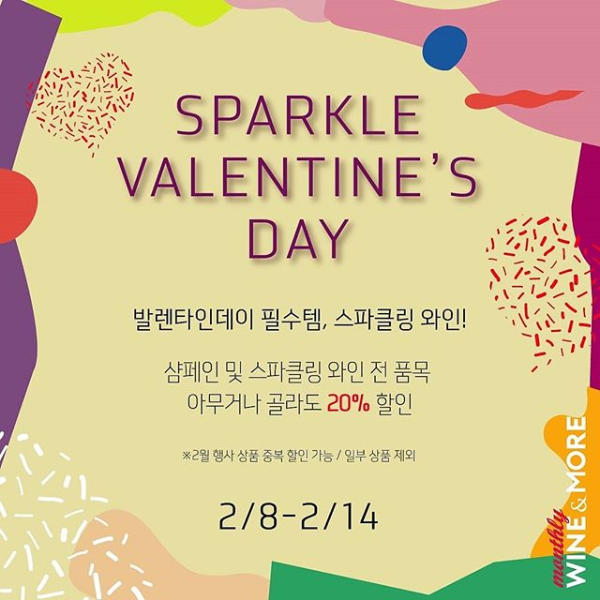 SPARKLE
VALENTINE'S
DAY
발렌타인데이 필수템, 스파클링 와인!
샴페인 및 스파클링 와인 전 품목
아무거나 골라도 20% 할인
※2월 행사 상품 중복 할인 가능 / 일부 상품 제외
2/8-2/14
monthly
WINE & MORE